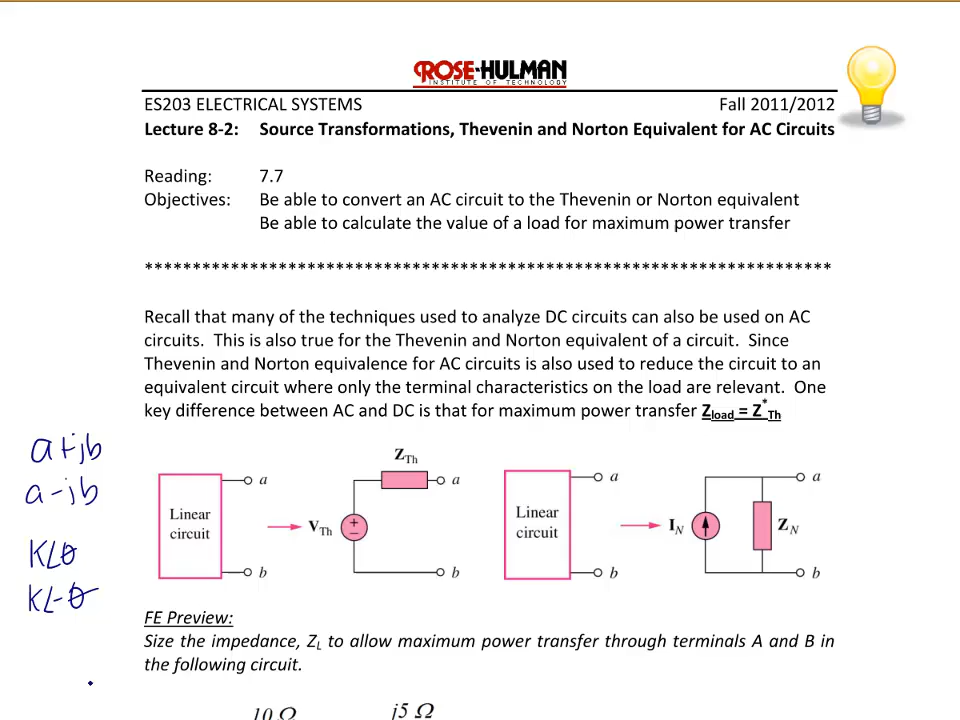 ROSE-HULMAN
INSTITUTE OF TECHNOLOGY
ES203 ELECTRICAL SYSTEMS Fall 2011/2012
Lecture 8-2: Source Transformations, Thevenin and Norton Equivalent for AC Circuits
Reading: 7.7
Objectives: Be able to convert an AC circuit to the Thevenin or Norton equivalent
Be able to calculate the value of a load for maximum power transfer
************************************************************************
Recall that many of the techniques used to analyze DC circuits can also be used on AC
circuits. This is also true for the Thevenin and Norton equivalent of a circuit. Since
Thevenin and Norton equivalence for AC circuits is also used to reduce the circuit to an
equivalent circuit where only the terminal characteristics on the load are relevant. One
key difference between AC and DC is that for maximum power transfer Zload = Z*Th
a+jb
a-jb
K∠θ
K∠-θ
Linear
circuit
a
b
VTh
+
−
ZTh
a
b
Linear
circuit
a
b
IN
ZN
a
b
FE Preview:
Size the impedance, ZL to allow maximum power transfer through terminals A and B in
the following circuit.
10 Ω j5 Ω